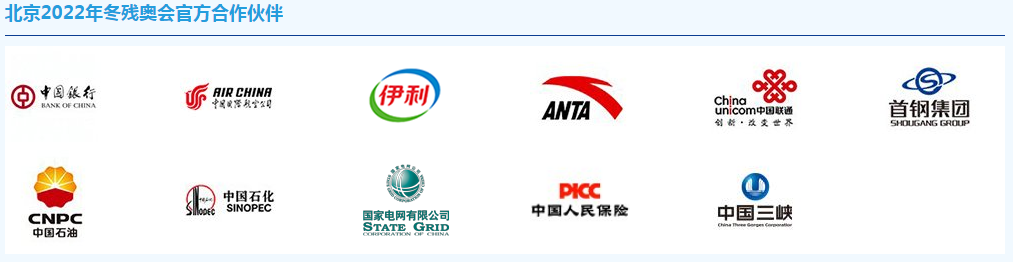 北京2022年冬残奥会官方合作伙伴
中国银行
BANK OF CHINA
AIR CHINA
中国国际航空公司
伊利
ANTA
China
unicom中国联通
创新·改变世界
首钢集团
SHOUGANG GROUP
CNPC
中国石油
SINOPEC
中国石化
SINOPEC
国家电网有限公司
STATE GRID
CORPORATION OF CHINA
PICC
中国人民保险
中国三峡
China Three Gorges Corporation